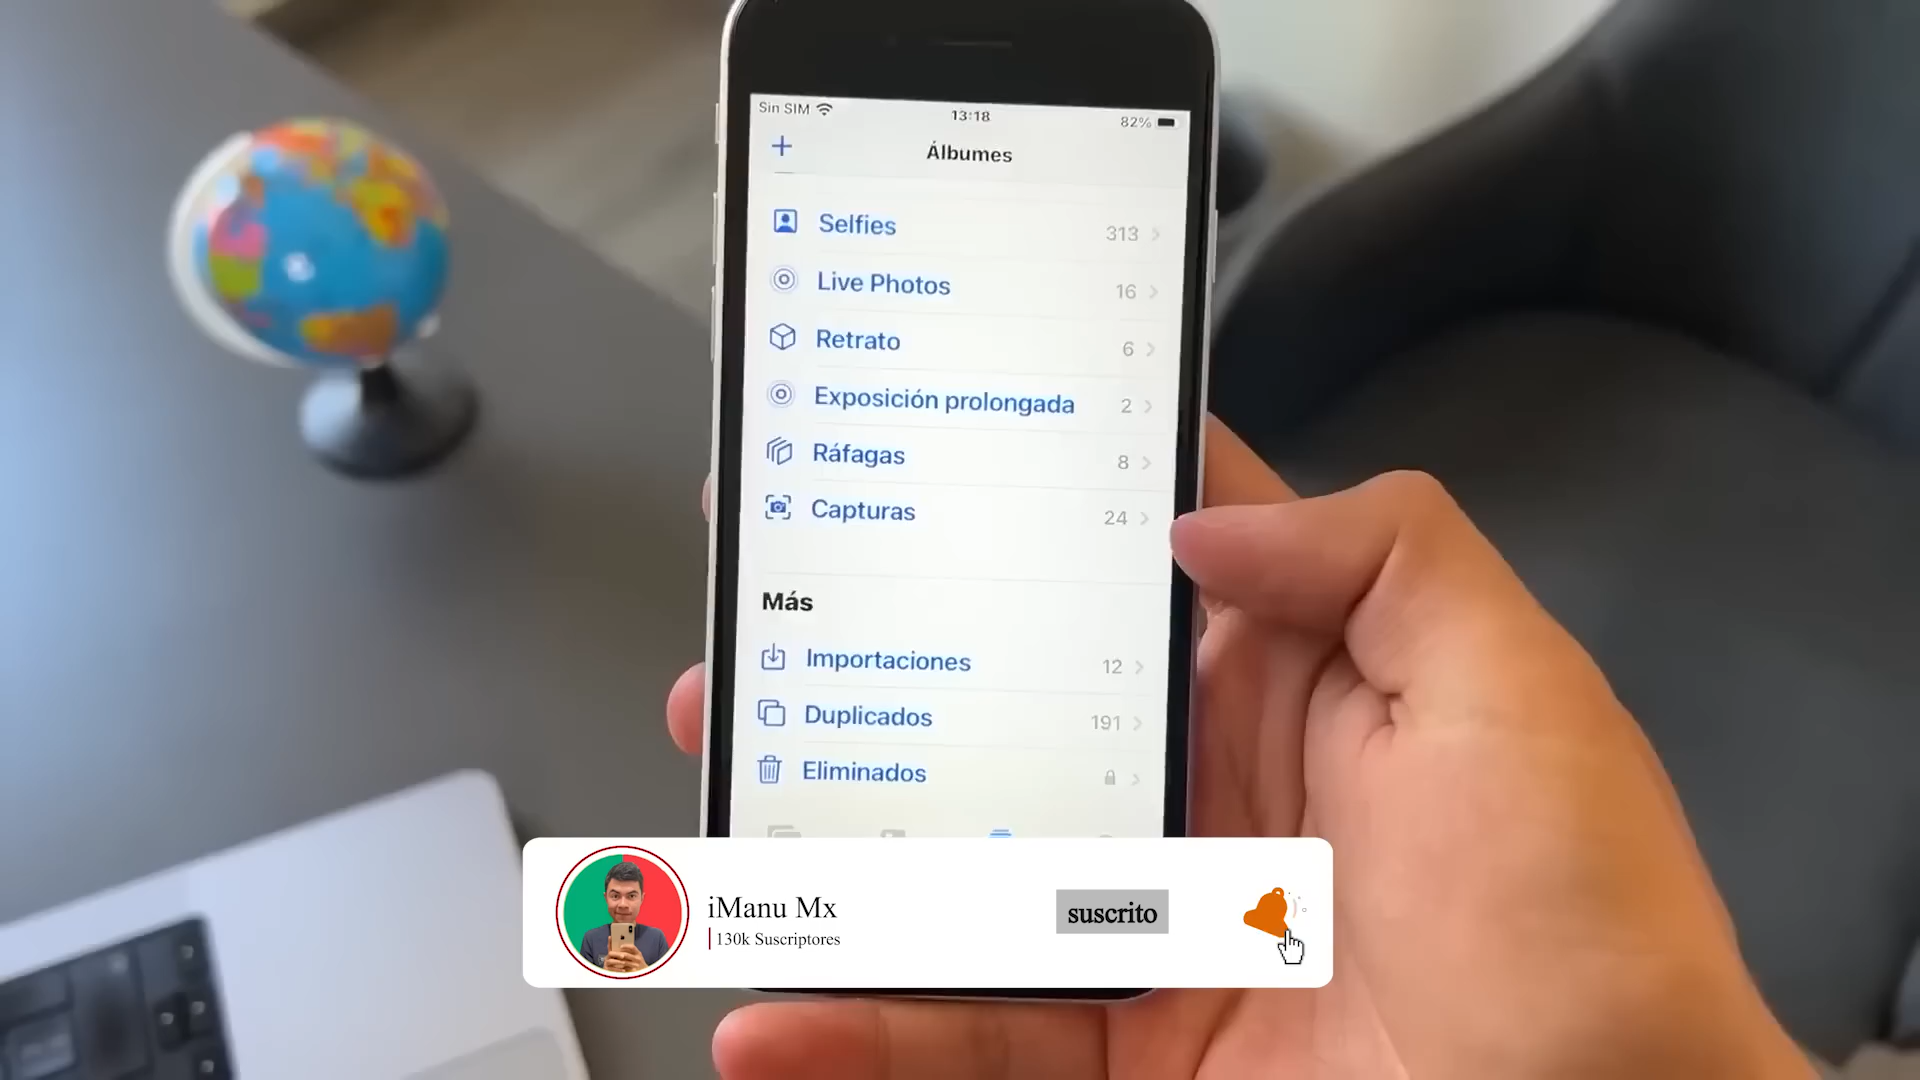 Sin SIM 13:18 82%
Álbumes
Selfies 313
Live Photos 16
Retrato 6
Exposición prolongada 2
Ráfagas 8
Capturas 24
Más
Importaciones 12
Duplicados 191
Eliminados
iManu Mx
130k Suscriptores
suscrito